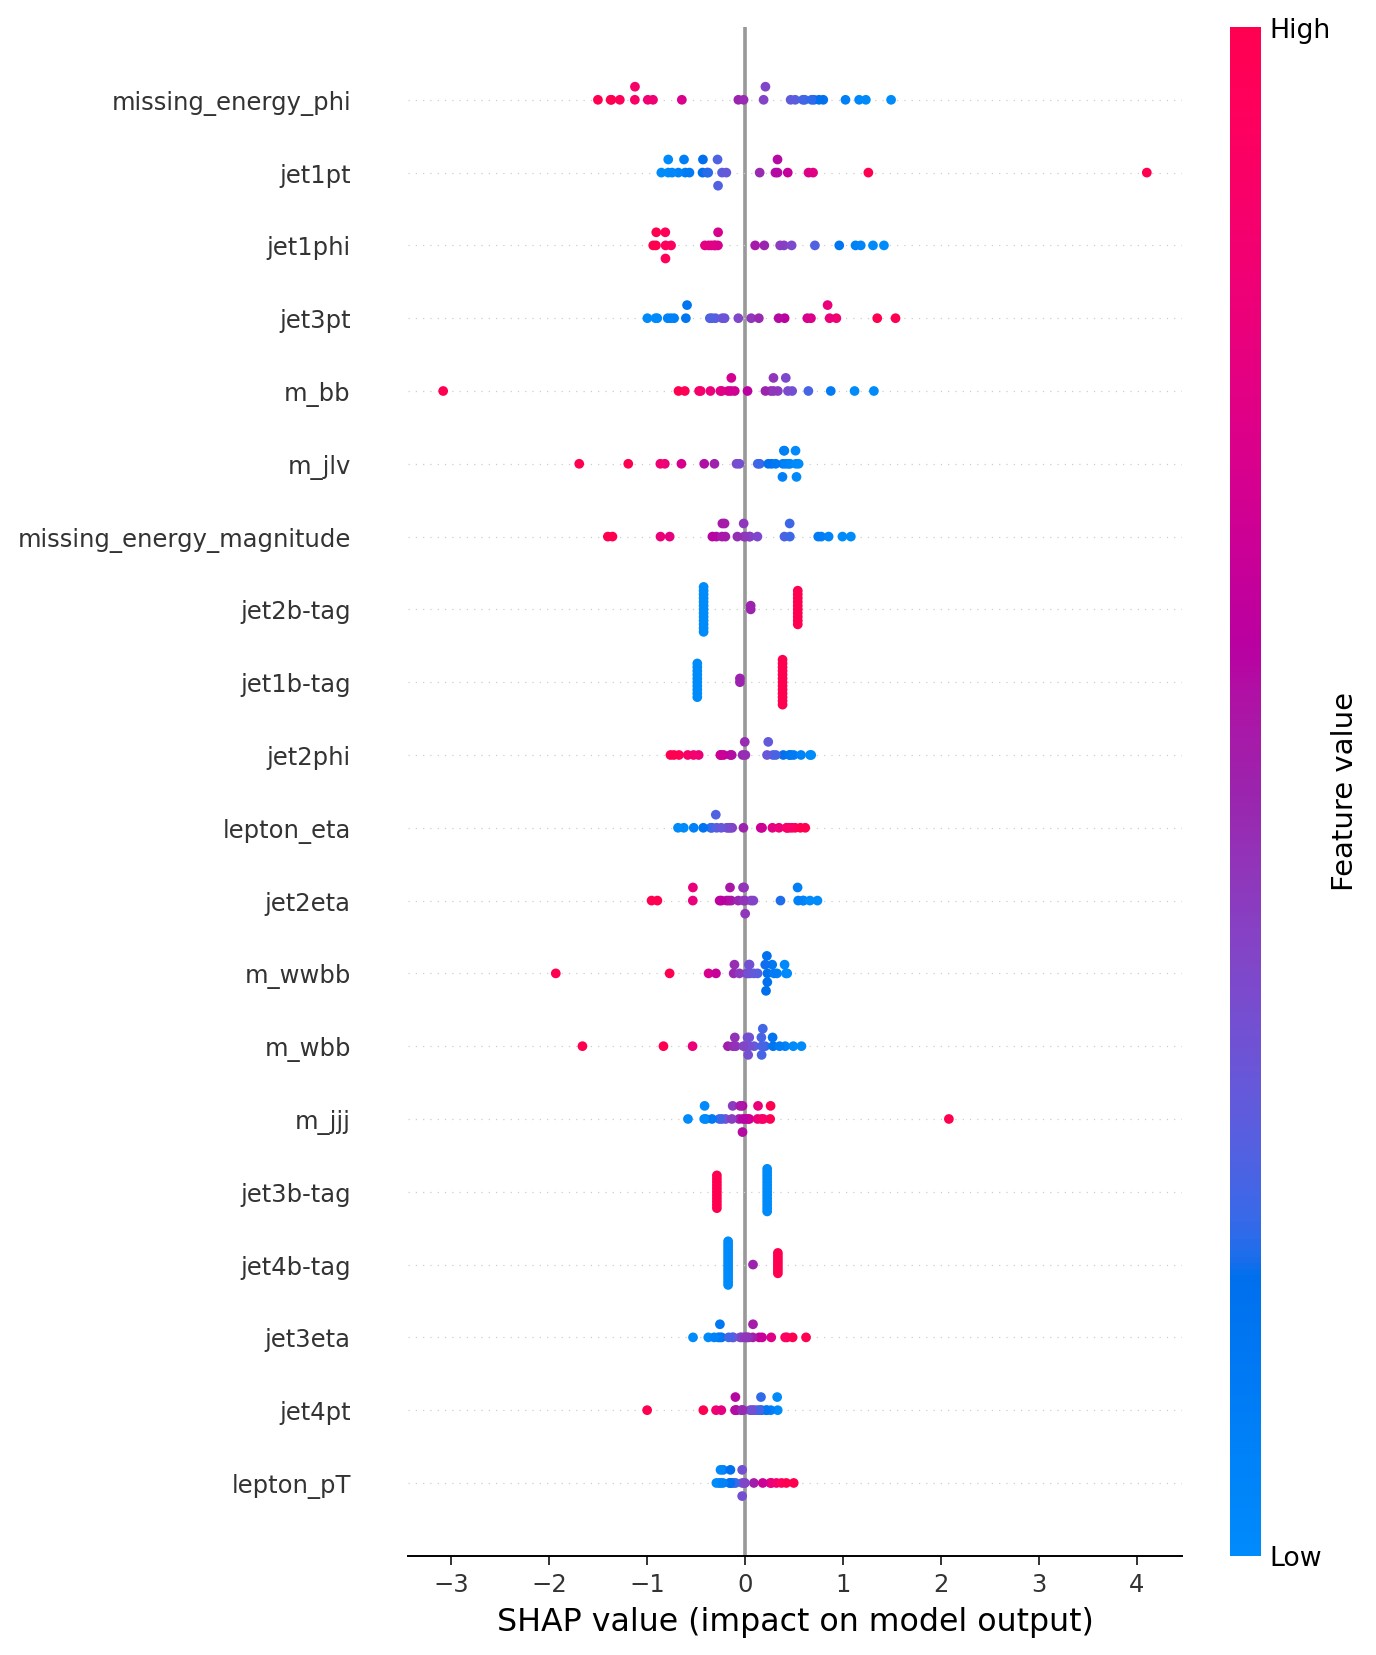 High
missing_energy_phi
jet1pt
jet1phi
jet3pt
m_bb
m_jlv
missing_energy_magnitude
jet2b-tag
jet1b-tag
Feature value
jet2phi
lepton_eta
jet2eta
m_wwbb
m_wbb
m_jjj
jet3b-tag
jet4b-tag
jet3eta
jet4pt
lepton_pT
Low
−3 −2 −1 0 1 2 3 4
SHAP value (impact on model output)